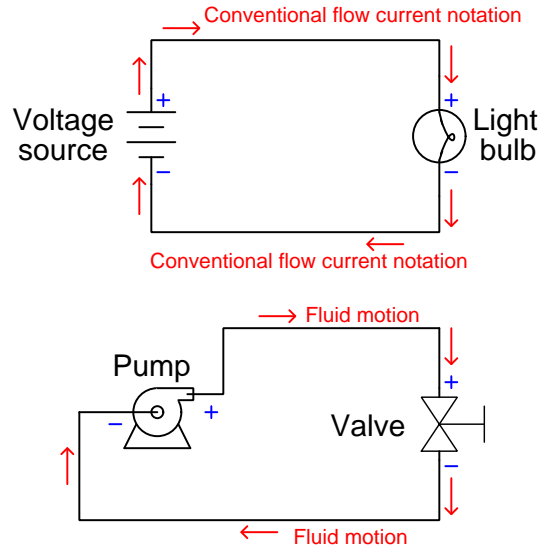 Conventional flow current notation
+
+
Voltage
source
Light
bulb
−
−
Conventional flow current notation
Fluid motion
Pump
+
−
+
Valve
−
Fluid motion